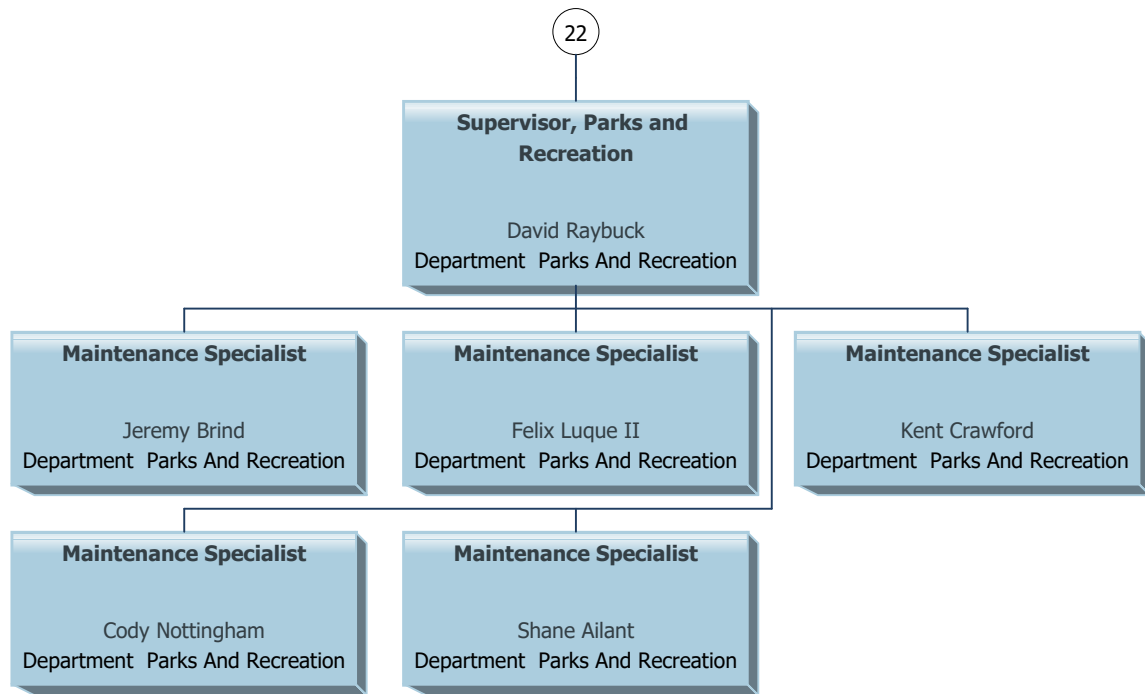 22
Supervisor, Parks and
Recreation
David Raybuck
Department  Parks And Recreation
Maintenance Specialist
Jeremy Brind
Department  Parks And Recreation
Maintenance Specialist
Felix Luque II
Department  Parks And Recreation
Maintenance Specialist
Kent Crawford
Department  Parks And Recreation
Maintenance Specialist
Cody Nottingham
Department  Parks And Recreation
Maintenance Specialist
Shane Ailant
Department  Parks And Recreation